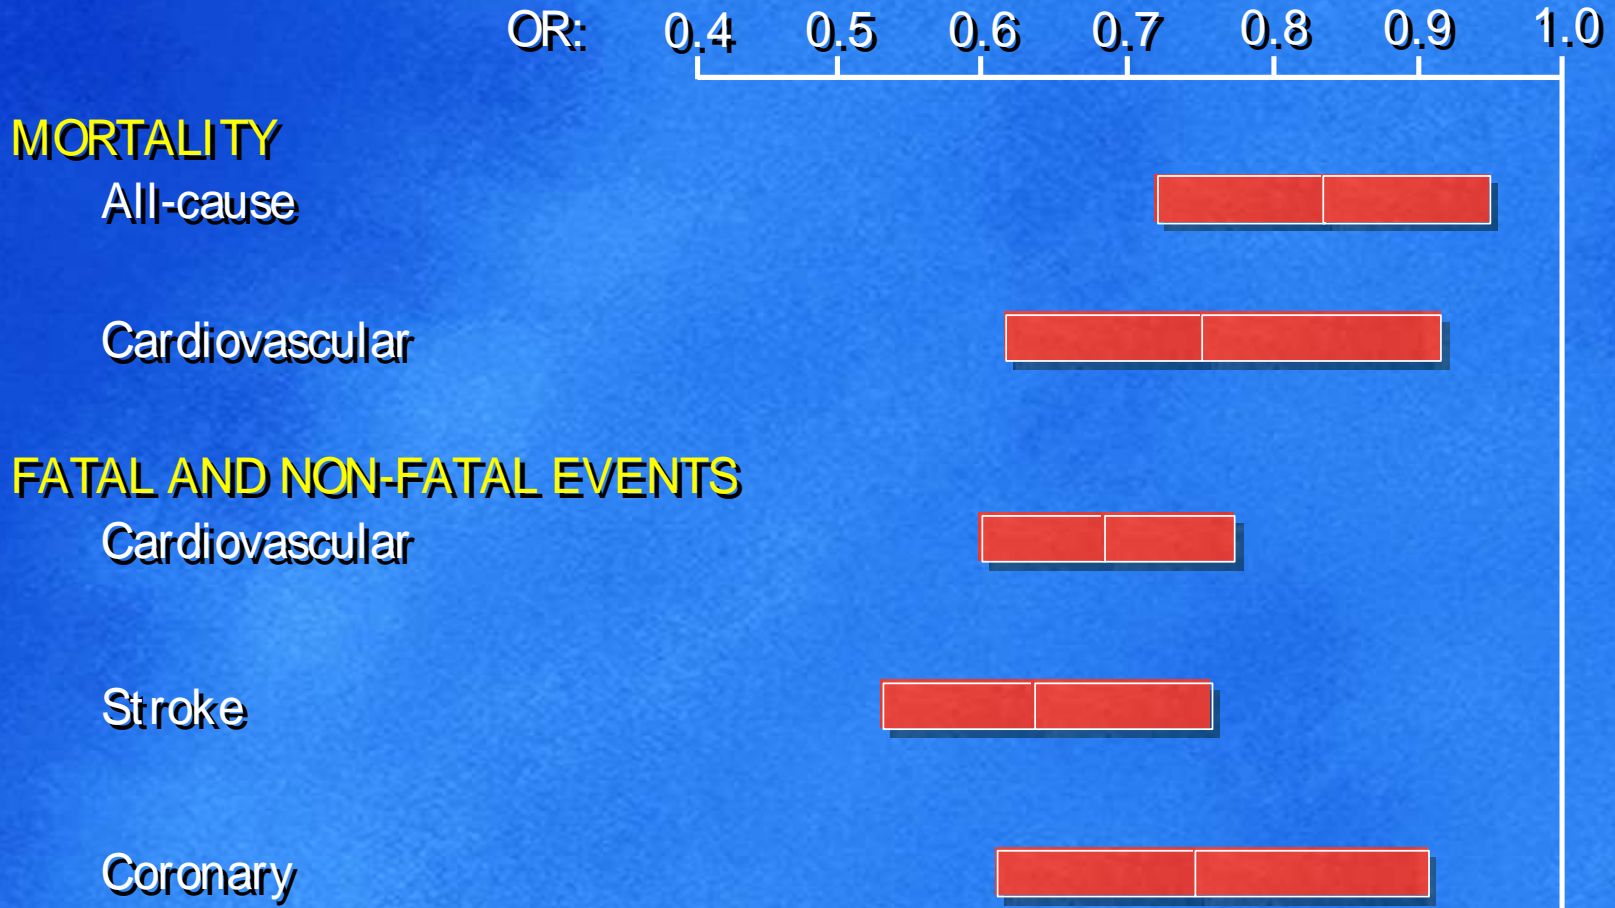 OR: 0.4 0.5 0.6 0.7 0.8 0.9 1.0
MORTALITY
All-cause
Cardiovascular
FATAL AND NON-FATAL EVENTS
Cardiovascular
Stroke
Coronary